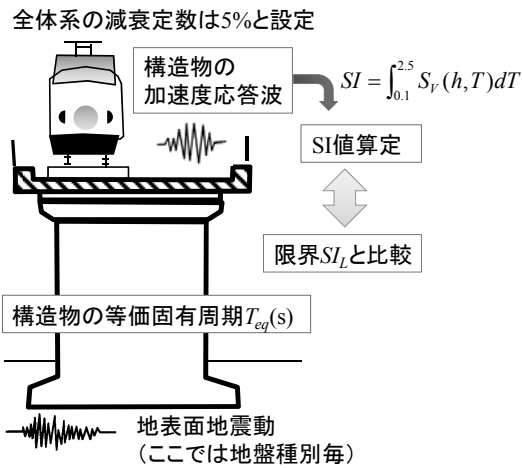 全体系の減衰定数は5%と設定
構造物の
加速度応答波
SI = ∫_{0.1}^{2.5} S_V(h,T)dT
SI値算定
限界SI_Lと比較
構造物の等価固有周期T_{eq}(s)
地表面地震動
（ここでは地盤種別毎）